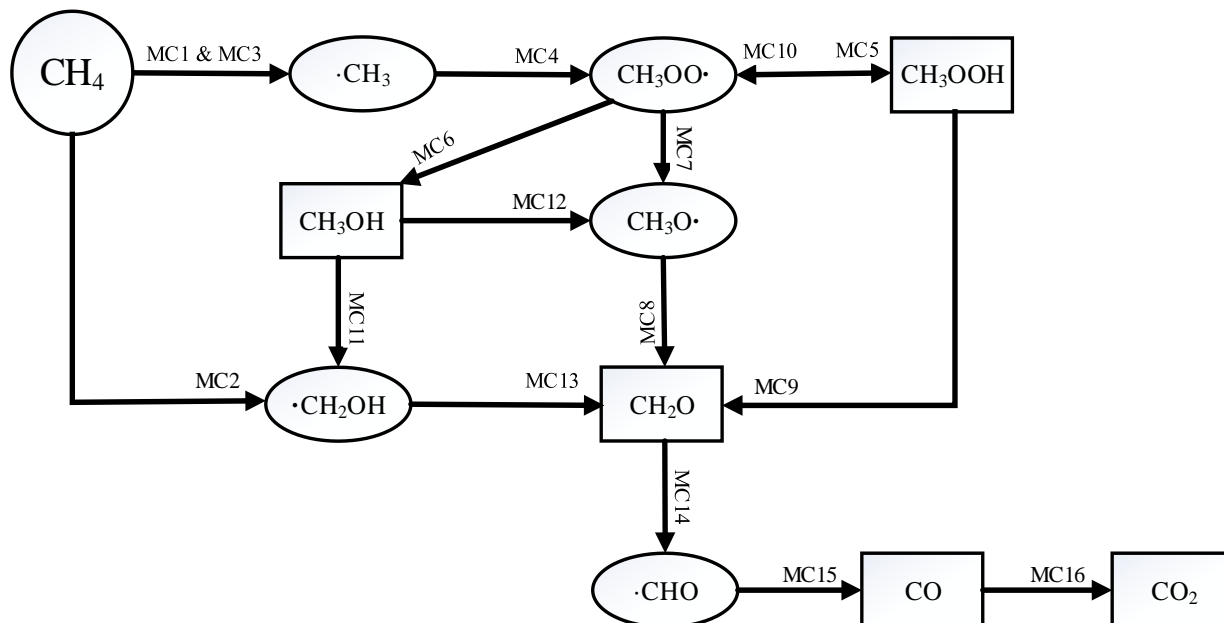 CH₄
MC1 & MC3
·CH₃
MC4
CH₃OO·
MC10
MC5
CH₃OOH
MC6
MC7
CH₃OH
MC12
CH₃O·
MC11
MC8
MC2
·CH₂OH
MC13
CH₂O
MC9
MC14
·CHO
MC15
CO
MC16
CO₂